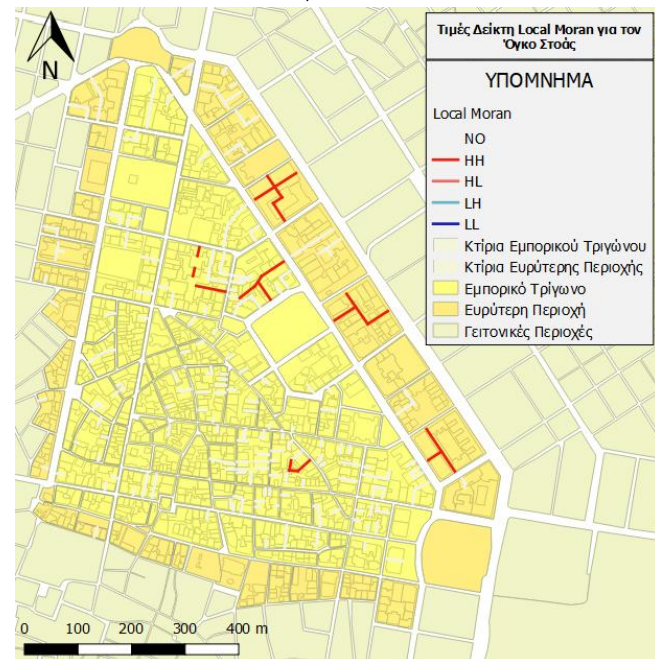 Τιμές Δείκτη Local Moran για τον
Όγκο Στοάς
N
ΥΠΟΜΝΗΜΑ
Local Moran
NO
HH
HL
LH
LL
Κτίρια Εμπορικού Τριγώνου
Κτίρια Ευρύτερης Περιοχής
Εμπορικό Τρίγωνο
Ευρύτερη Περιοχή
Γειτονικές Περιοχές
0 100 200 300 400 m